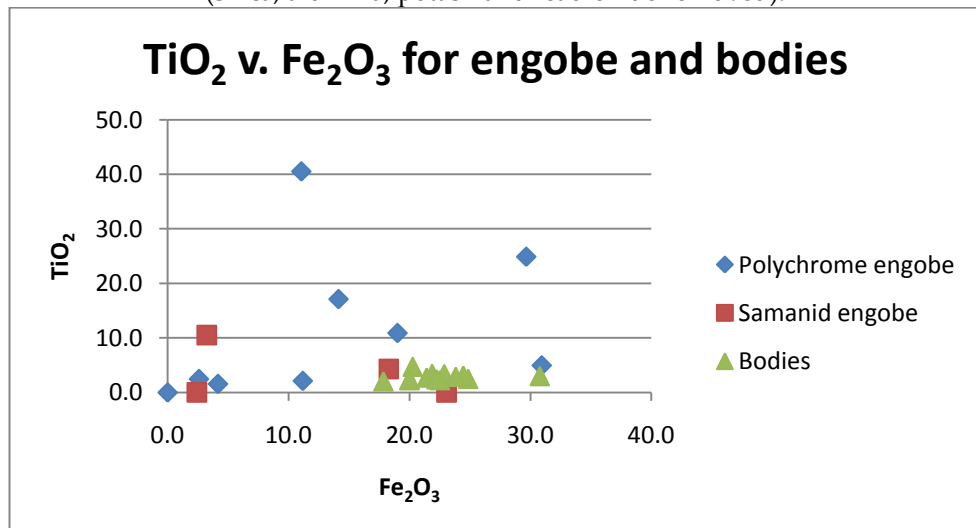 TiO₂ v. Fe₂O₃ for engobe and bodies
50.0
40.0
30.0
20.0
10.0
0.0
TiO₂
0.0 10.0 20.0 30.0 40.0
Fe₂O₃
Polychrome engobe
Samanid engobe
Bodies